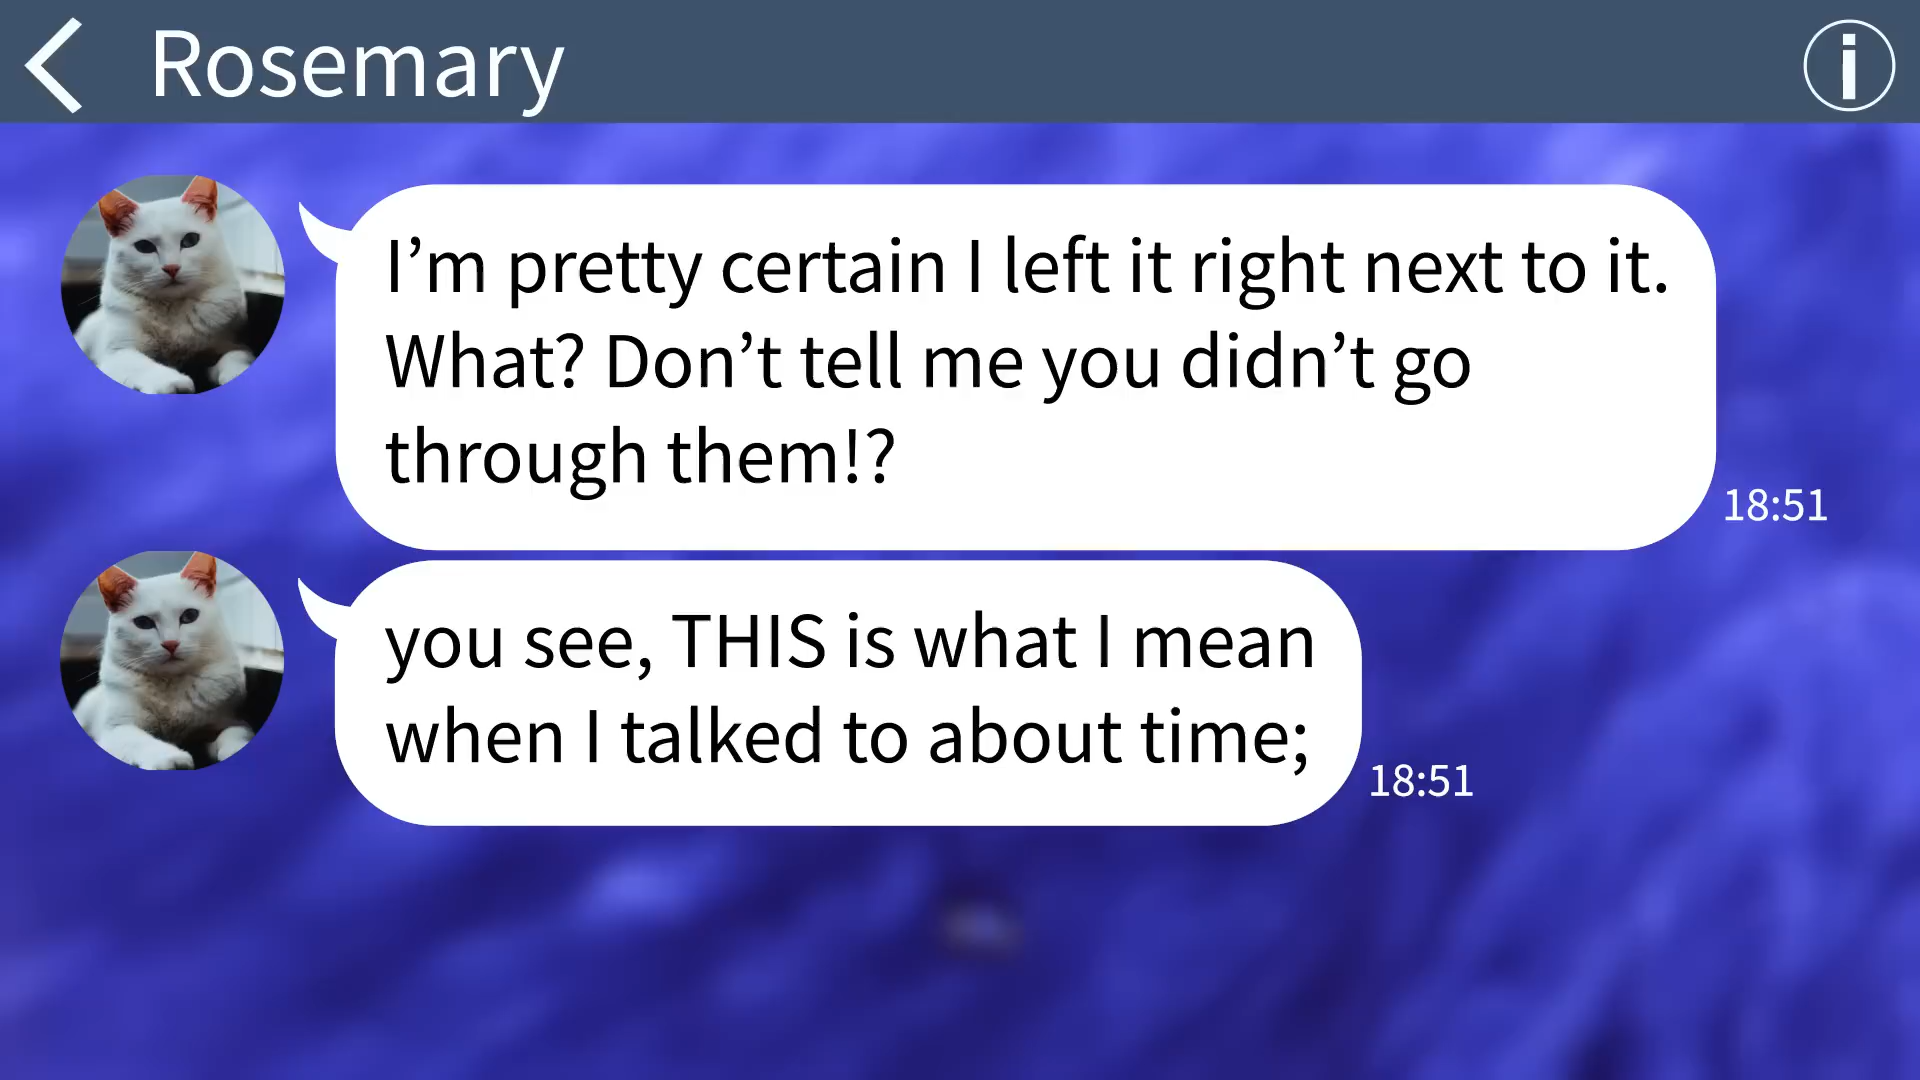 Rosemary
I’m pretty certain I left it right next to it.
What? Don’t tell me you didn’t go
through them!?
18:51
you see, THIS is what I mean
when I talked to about time;
18:51